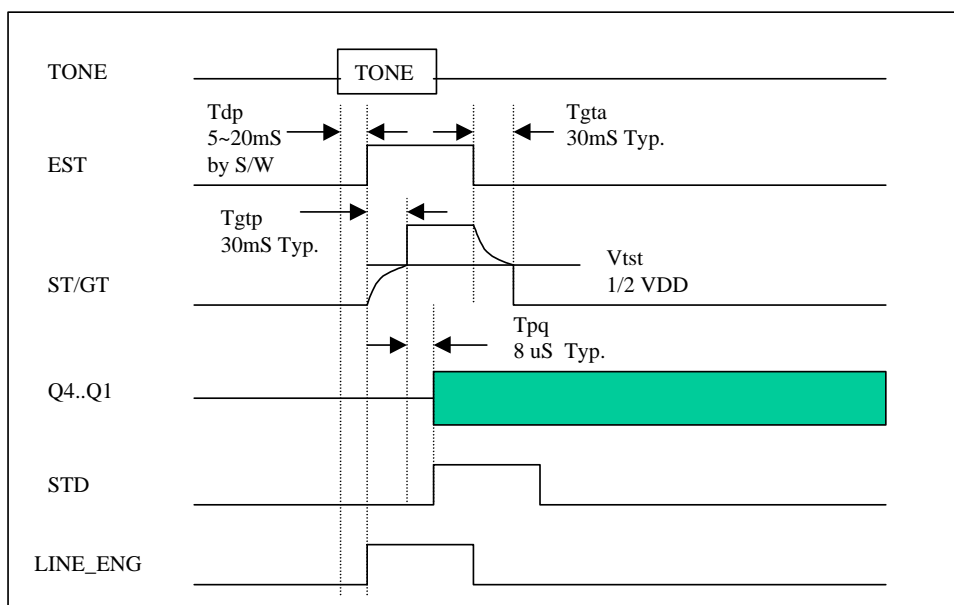 TONE
TONE
Tdp
5~20mS
by S/W
Tgta
30mS Typ.
EST
Tgtp
30mS Typ.
Vtst
1/2 VDD
ST/GT
Tpq
8 uS Typ.
Q4..Q1
STD
LINE_ENG